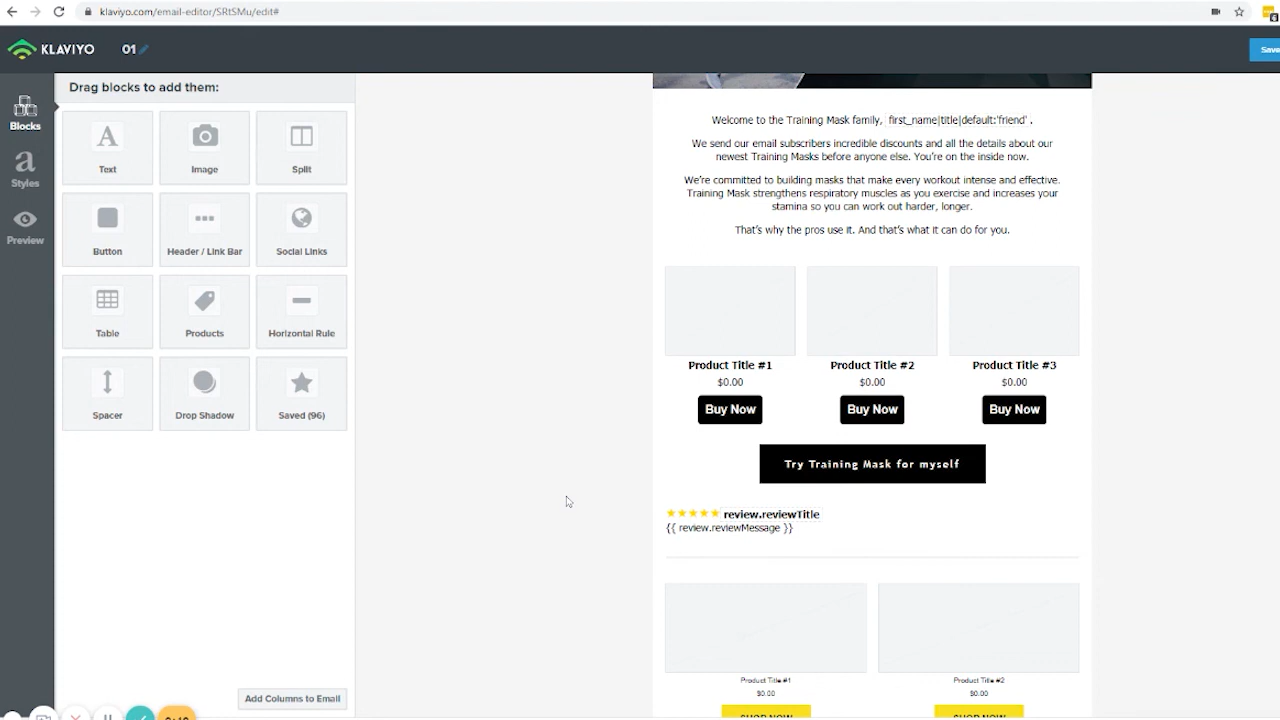 klaviyo.com/email-editor/SRtSMu/edit#
6
KLAVIYO
01
Save
Drag blocks to add them:
Blocks
Styles
Preview
Text
Image
Split
Button
Header / Link Bar
Social Links
Table
Products
Horizontal Rule
Spacer
Drop Shadow
Saved (96)
Add Columns to Email
Welcome to the Training Mask family, first_name|title|default:'friend' .
We send our email subscribers incredible discounts and all the details about our
newest Training Masks before anyone else. You're on the inside now.
We're committed to building masks that make every workout intense and effective.
Training Mask strengthens respiratory muscles as you exercise and increases your
stamina so you can work out harder, longer.
That's why the pros use it. And that's what it can do for you.
Product Title #1
Product Title #2
Product Title #3
$0.00
$0.00
$0.00
Buy Now
Buy Now
Buy Now
Try Training Mask for myself
★★★★★ review.reviewTitle
{{ review.reviewMessage }}
Product Title #1
Product Title #2
$0.00
$0.00
SHOP NOW
SHOP NOW